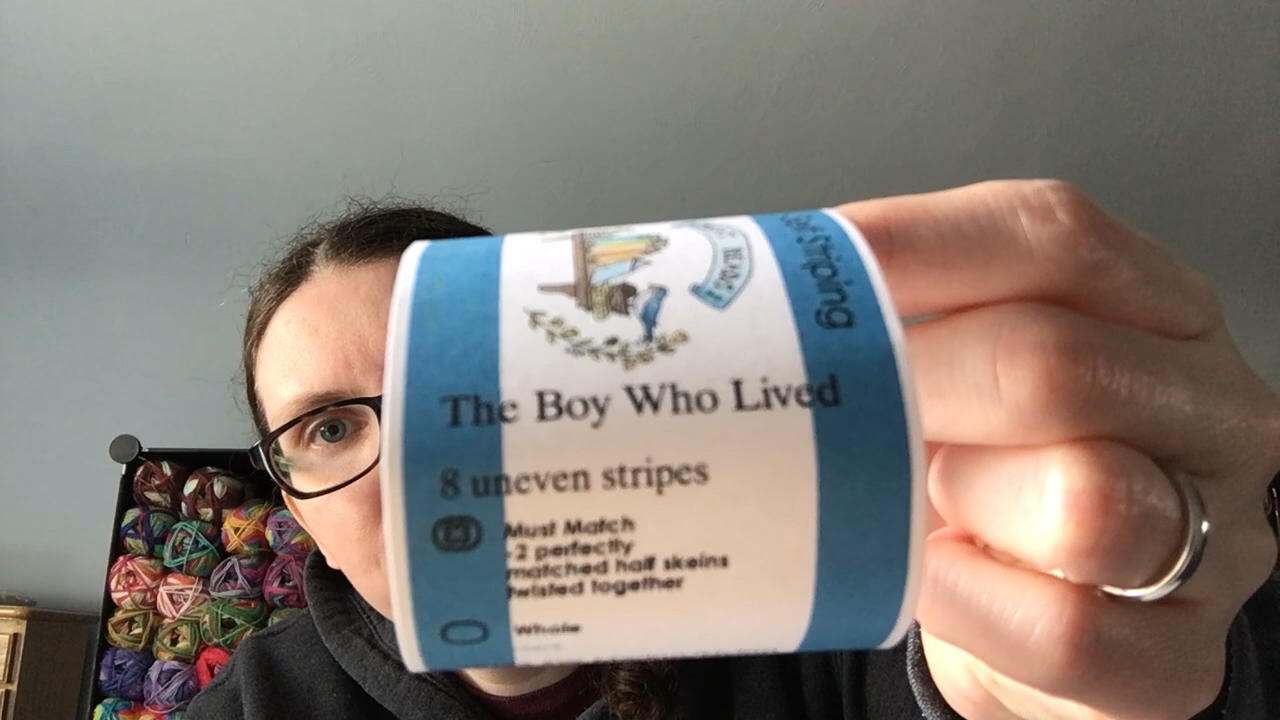 striping
The Boy Who Lived
8 uneven stripes
Must Match
-2 perfectly
matched half skeins
twisted together
Whole